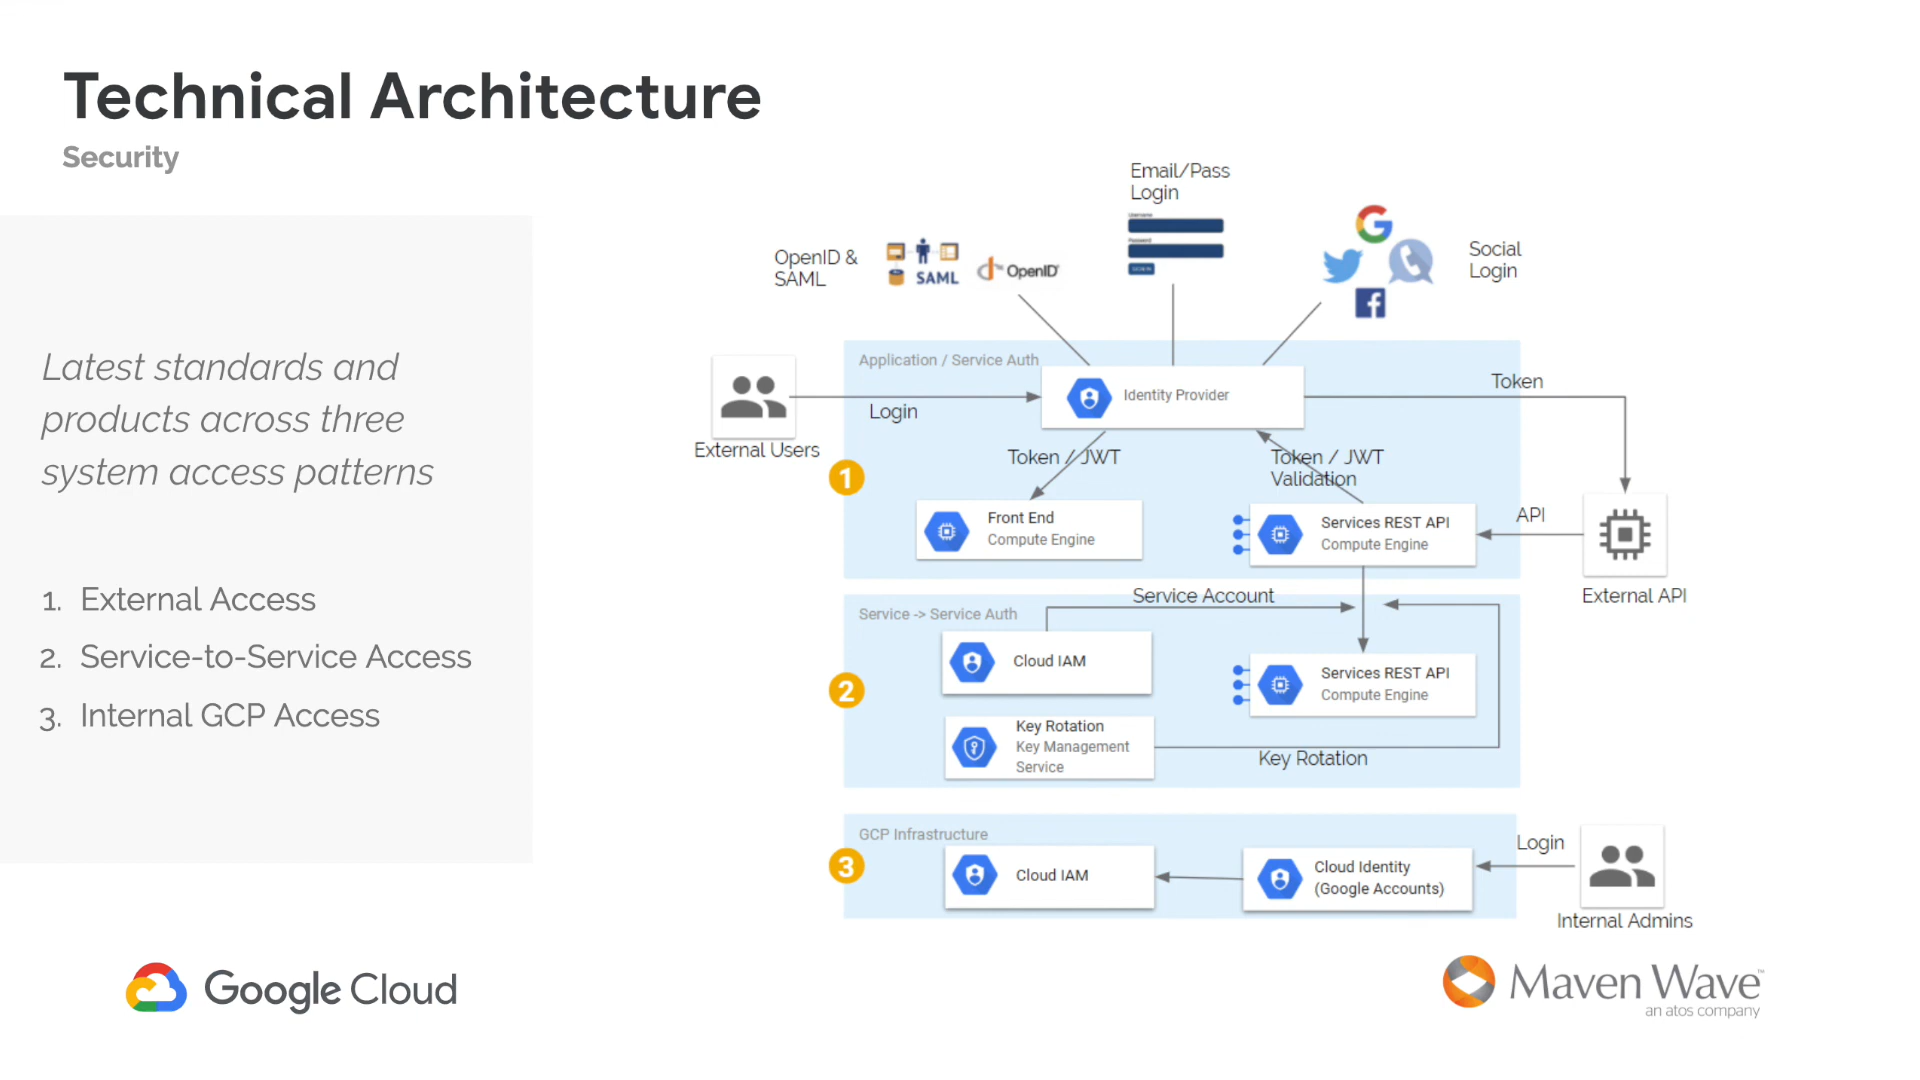 Technical Architecture
Security
Latest standards and
products across three
system access patterns
1. External Access
2. Service-to-Service Access
3. Internal GCP Access
Email/Pass
Login
Username
Password
SIGN IN
OpenID &
SAML
SAML
OpenID
Social
Login
Application / Service Auth
Identity Provider
Token
Login
External Users
Token / JWT
Token / JWT
Validation
1
Front End
Compute Engine
Services REST API
Compute Engine
API
External API
Service Account
Service -> Service Auth
Cloud IAM
Services REST API
Compute Engine
2
Key Rotation
Key Management
Service
Key Rotation
GCP Infrastructure
3
Cloud IAM
Cloud Identity
(Google Accounts)
Login
Internal Admins
Google Cloud
Maven Wave™
an atos company